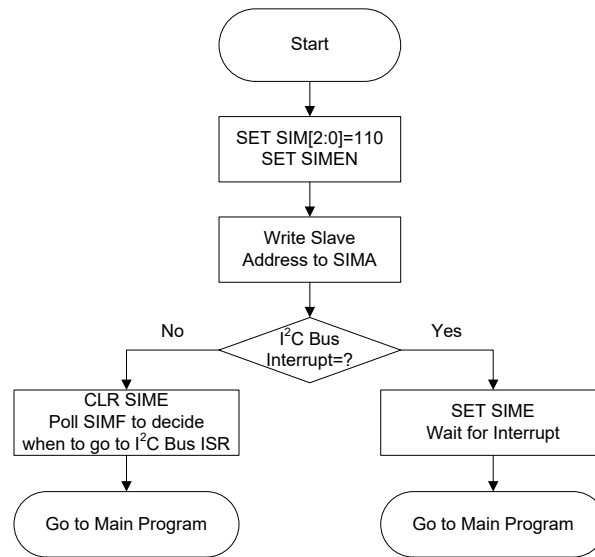 Start
SET SIM[2:0]=110
SET SIMEN
Write Slave
Address to SIMA
No
I²C Bus
Interrupt=?
Yes
CLR SIME
Poll SIMF to decide
when to go to I²C Bus ISR
SET SIME
Wait for Interrupt
Go to Main Program
Go to Main Program